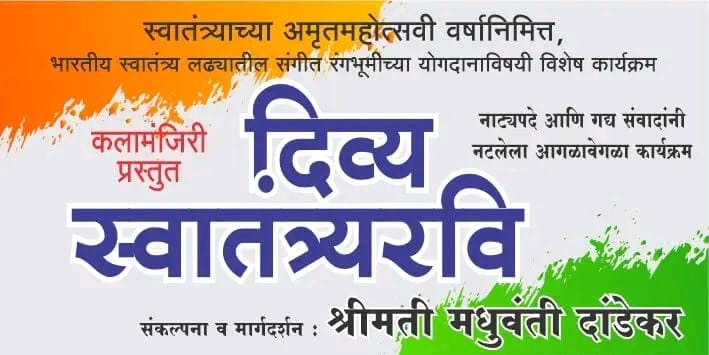 स्वातंत्र्याच्या अमृतमहोत्सवी वर्षानिमित्त,
भारतीय स्वातंत्र्य लढ्यातील संगीत रंगभूमीच्या योगदानाविषयी विशेष कार्यक्रम
कलामंजिरी
प्रस्तुत
दिव्य
स्वातंत्र्यरवि
नाट्यपदे आणि गद्य संवादांनी
नटलेला आगळावेगळा कार्यक्रम
संकल्पना व मार्गदर्शन : श्रीमती मधुवंती दांडेकर